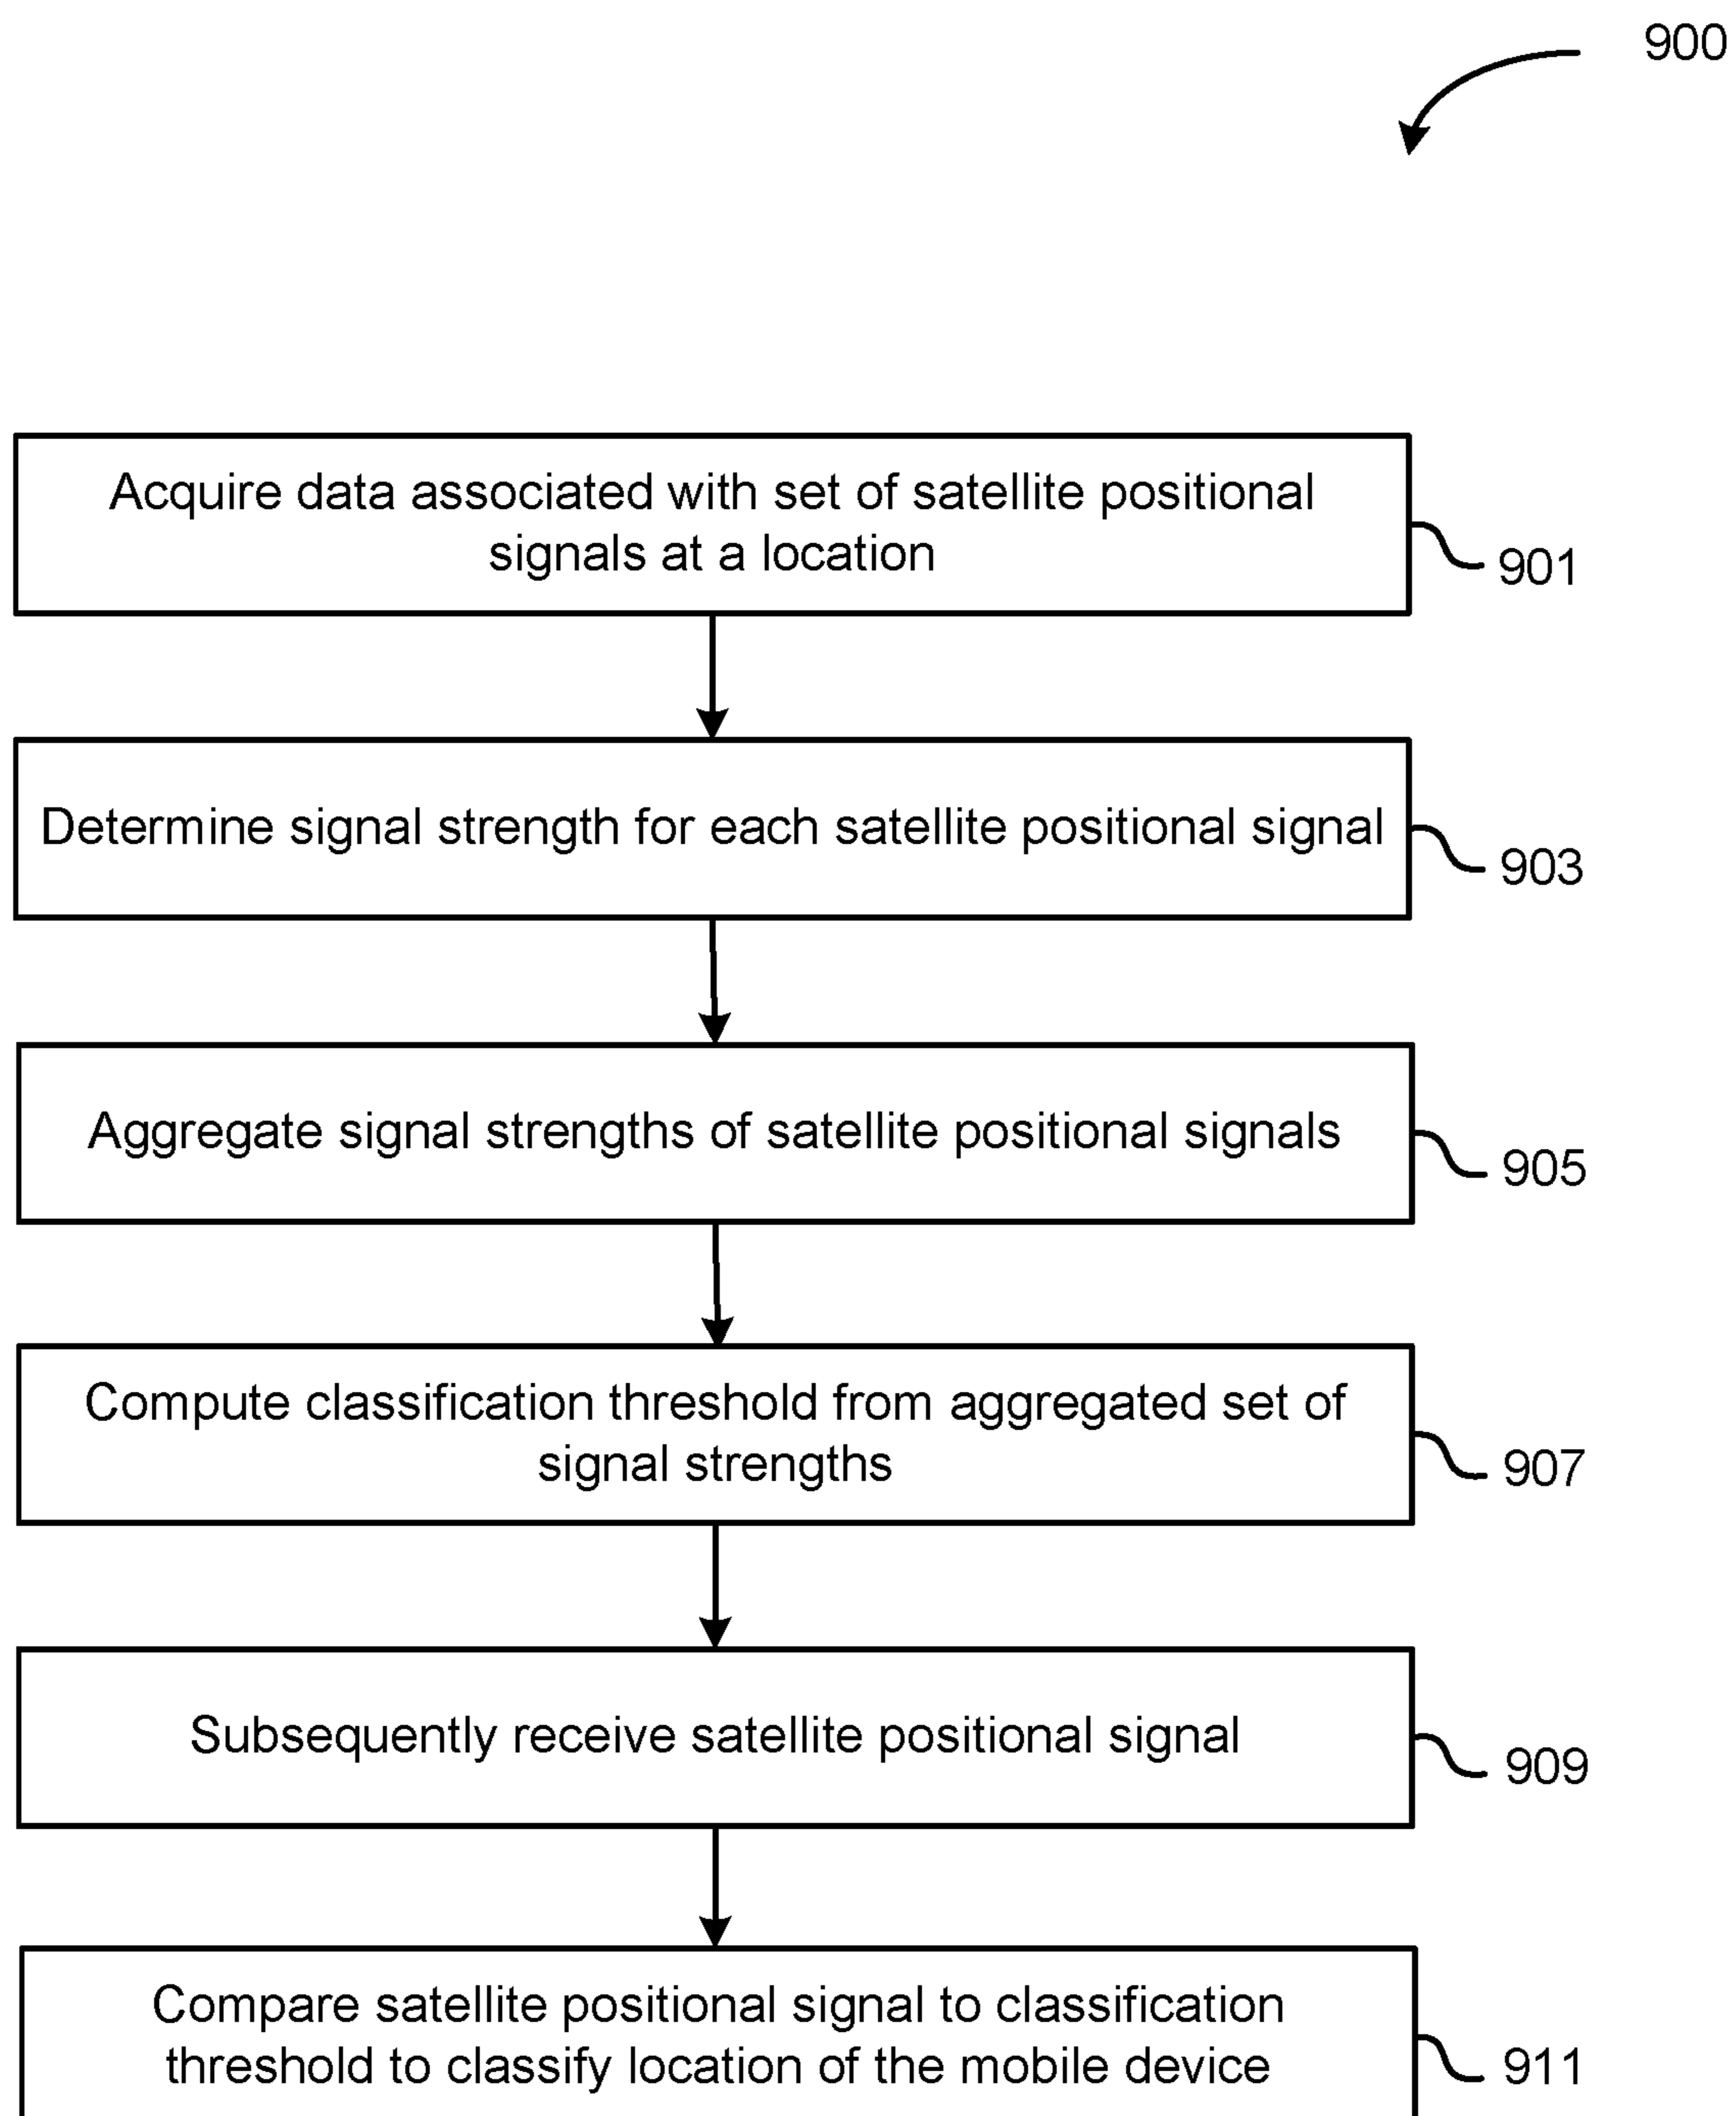 900
Acquire data associated with set of satellite positional
signals at a location
901
Determine signal strength for each satellite positional signal
903
Aggregate signal strengths of satellite positional signals
905
Compute classification threshold from aggregated set of
signal strengths
907
Subsequently receive satellite positional signal
909
Compare satellite positional signal to classification
threshold to classify location of the mobile device
911